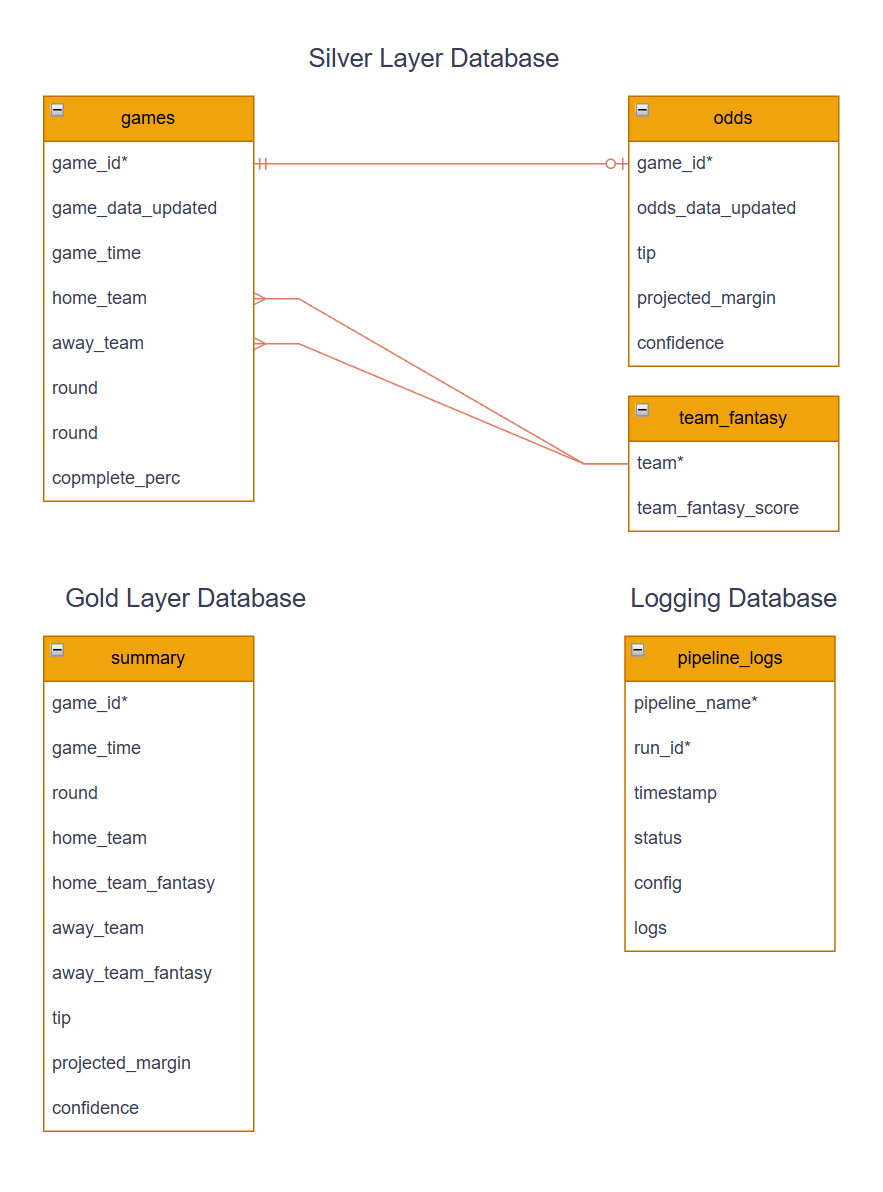 Silver Layer Database
games
game_id*
game_data_updated
game_time
home_team
away_team
round
round
copmplete_perc
odds
game_id*
odds_data_updated
tip
projected_margin
confidence
team_fantasy
team*
team_fantasy_score
Gold Layer Database
summary
game_id*
game_time
round
home_team
home_team_fantasy
away_team
away_team_fantasy
tip
projected_margin
confidence
Logging Database
pipeline_logs
pipeline_name*
run_id*
timestamp
status
config
logs